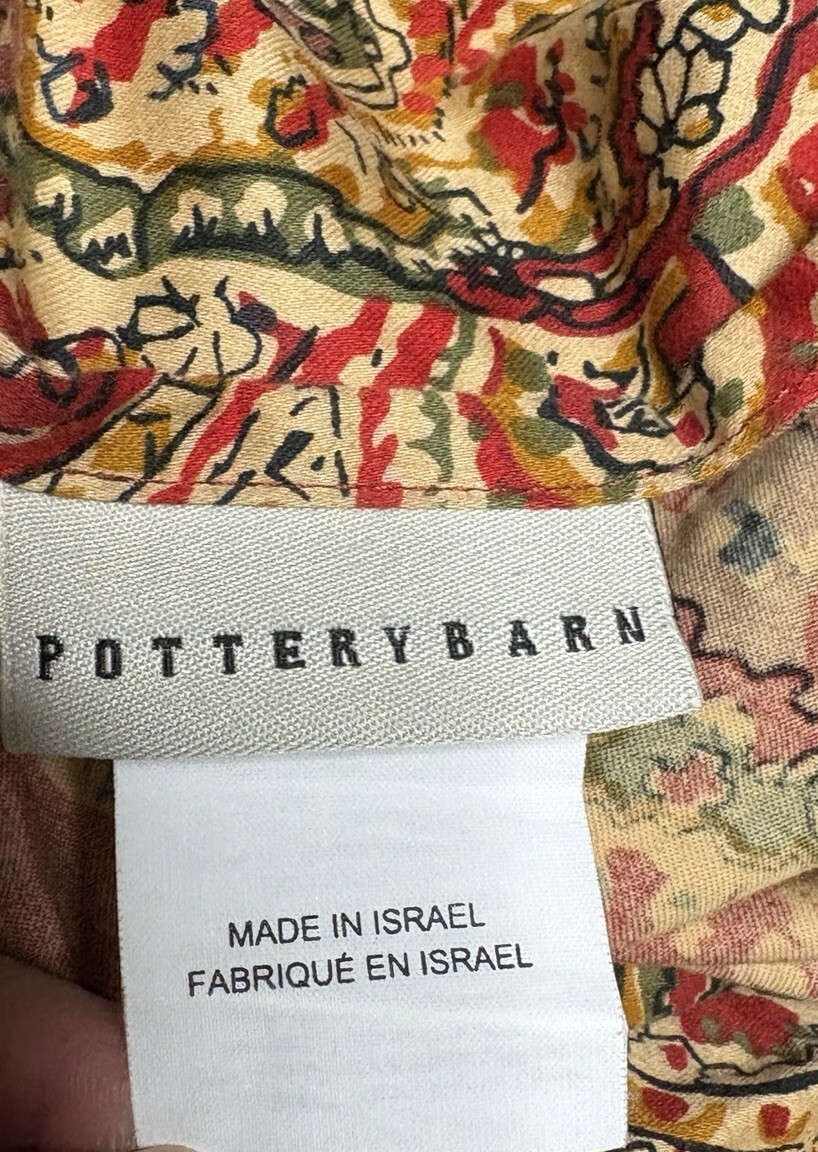 POTTERYBARN
MADE IN ISRAEL
FABRIQUÉ EN ISRAEL